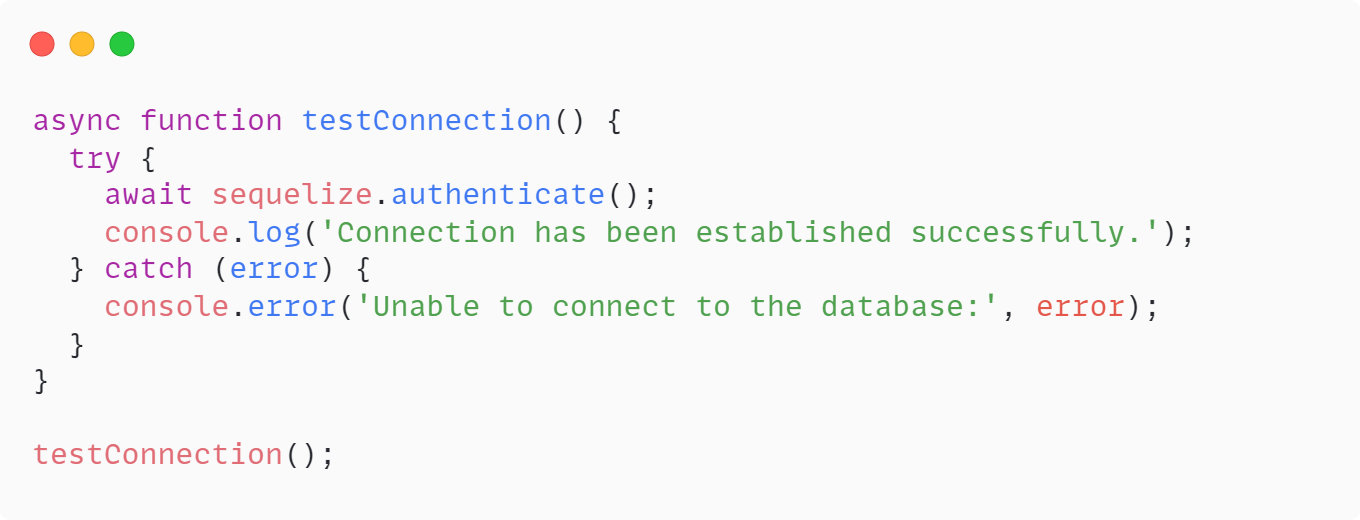 async function testConnection() {
  try {
    await sequelize.authenticate();
    console.log('Connection has been established successfully.');
  } catch (error) {
    console.error('Unable to connect to the database:', error);
  }
}

testConnection();